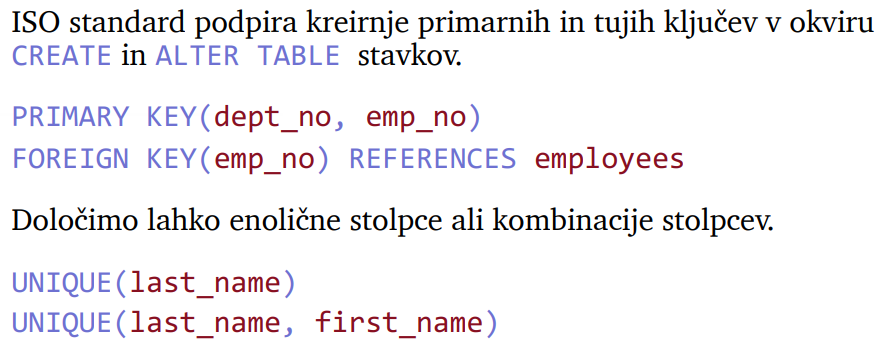 ISO standard podpira kreirnje primarnih in tujih ključev v okviru
CREATE in ALTER TABLE stavkov.
PRIMARY KEY(dept_no, emp_no)
FOREIGN KEY(emp_no) REFERENCES employees
Določimo lahko enolične stolpce ali kombinacije stolpcev.
UNIQUE(last_name)
UNIQUE(last_name, first_name)